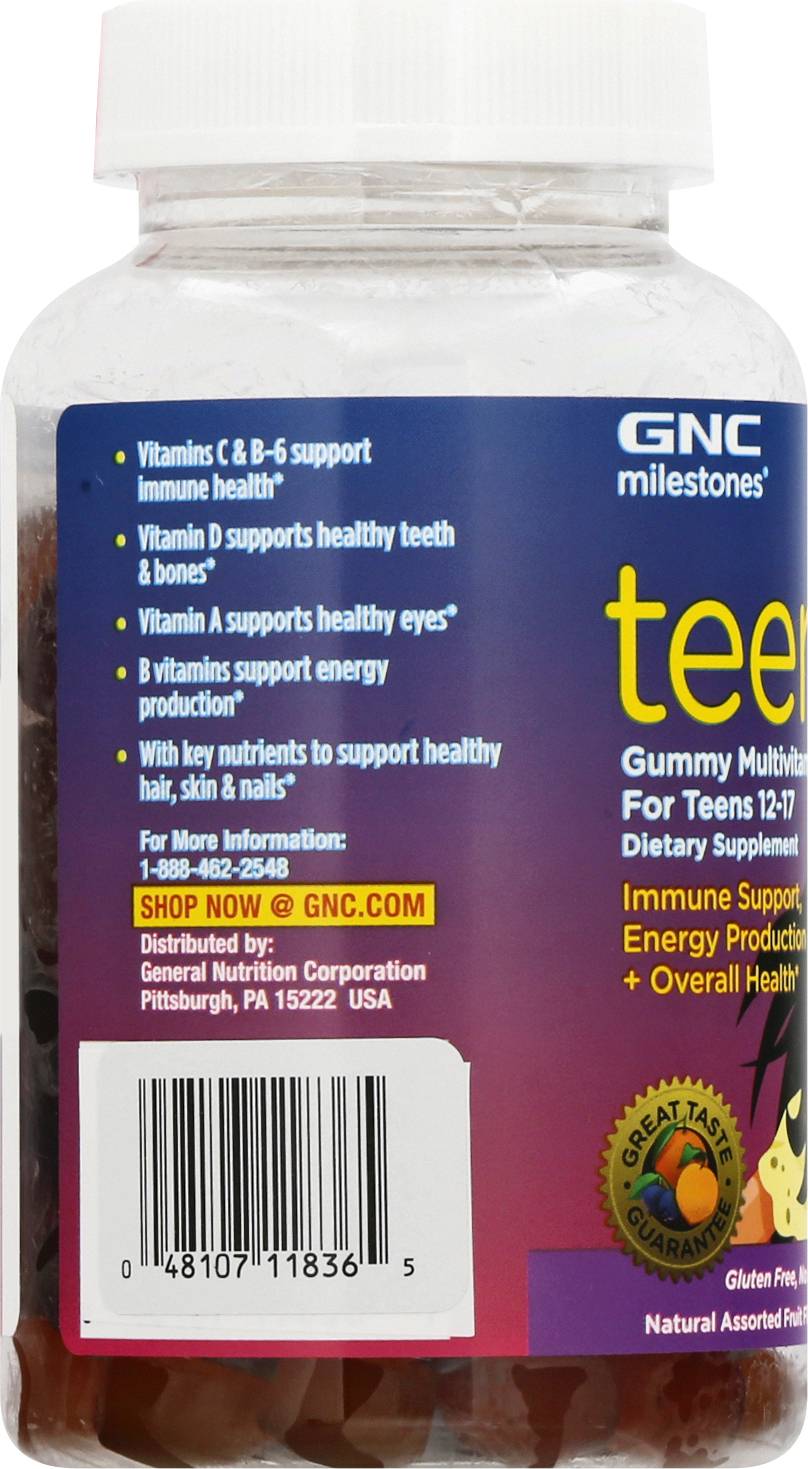 • Vitamins C & B-6 support
immune health*
• Vitamin D supports healthy teeth
& bones*
• Vitamin A supports healthy eyes*
• B vitamins support energy
production*
• With key nutrients to support healthy
hair, skin & nails*
For More Information:
1-888-462-2548
SHOP NOW @ GNC.COM
Distributed by:
General Nutrition Corporation
Pittsburgh, PA 15222 USA
0 48107 11836 5
GNC
milestones®
tee
Gummy
For Teens 12-17
Dietary Supplement
Immune Support,
Energy Production
+ Overall Health*
GREAT TASTE
• GUARANTEE •
Gluten Free,
Natural Assorted Fruit